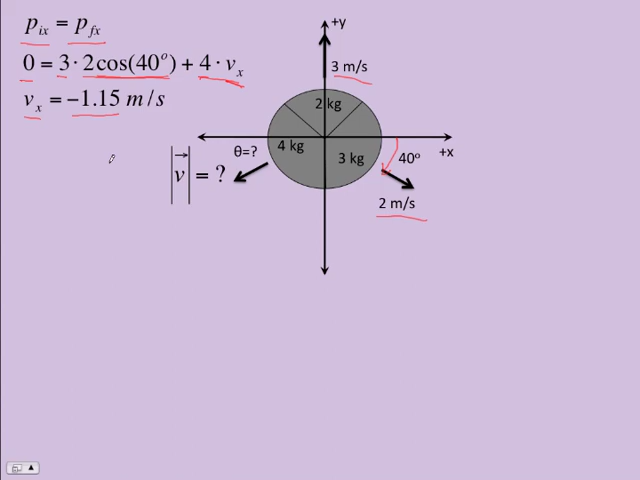 p_ix = p_fx
0 = 3 · 2cos(40°) + 4 · v_x
v_x = −1.15 m/s
|v⃗| = ?
+y
3 m/s
2 kg
θ=?
4 kg
3 kg
40°
+x
2 m/s